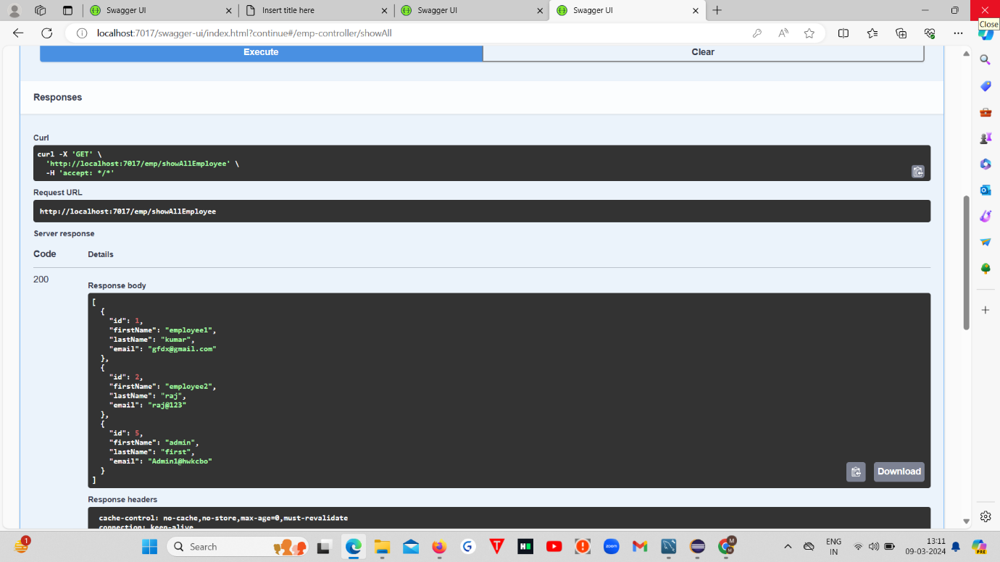 Swagger UI
Insert title here
Swagger UI
Swagger UI
Close
localhost:7017/swagger-ui/index.html?continue#/emp-controller/showAll
Execute
Clear
Responses
Curl
curl -X 'GET' \
'http://localhost:7017/emp/showAllEmployee' \
-H 'accept: */*'
Request URL
http://localhost:7017/emp/showAllEmployee
Server response
Code
Details
200
Response body
[
{
"id": 1,
"firstName": "employee1",
"lastName": "kumar",
"email": "gfdx@gmail.com"
},
{
"id": 2,
"firstName": "employee2",
"lastName": "raj",
"email": "raj@123"
},
{
"id": 5,
"firstName": "admin",
"lastName": "first",
"email": "Admin1@hwkcbo"
}
]
Download
Response headers
cache-control: no-cache,no-store,max-age=0,must-revalidate
connection: keep-alive
1
Search
zoom
M
M
ENG
IN
13:11
09-03-2024
PRE